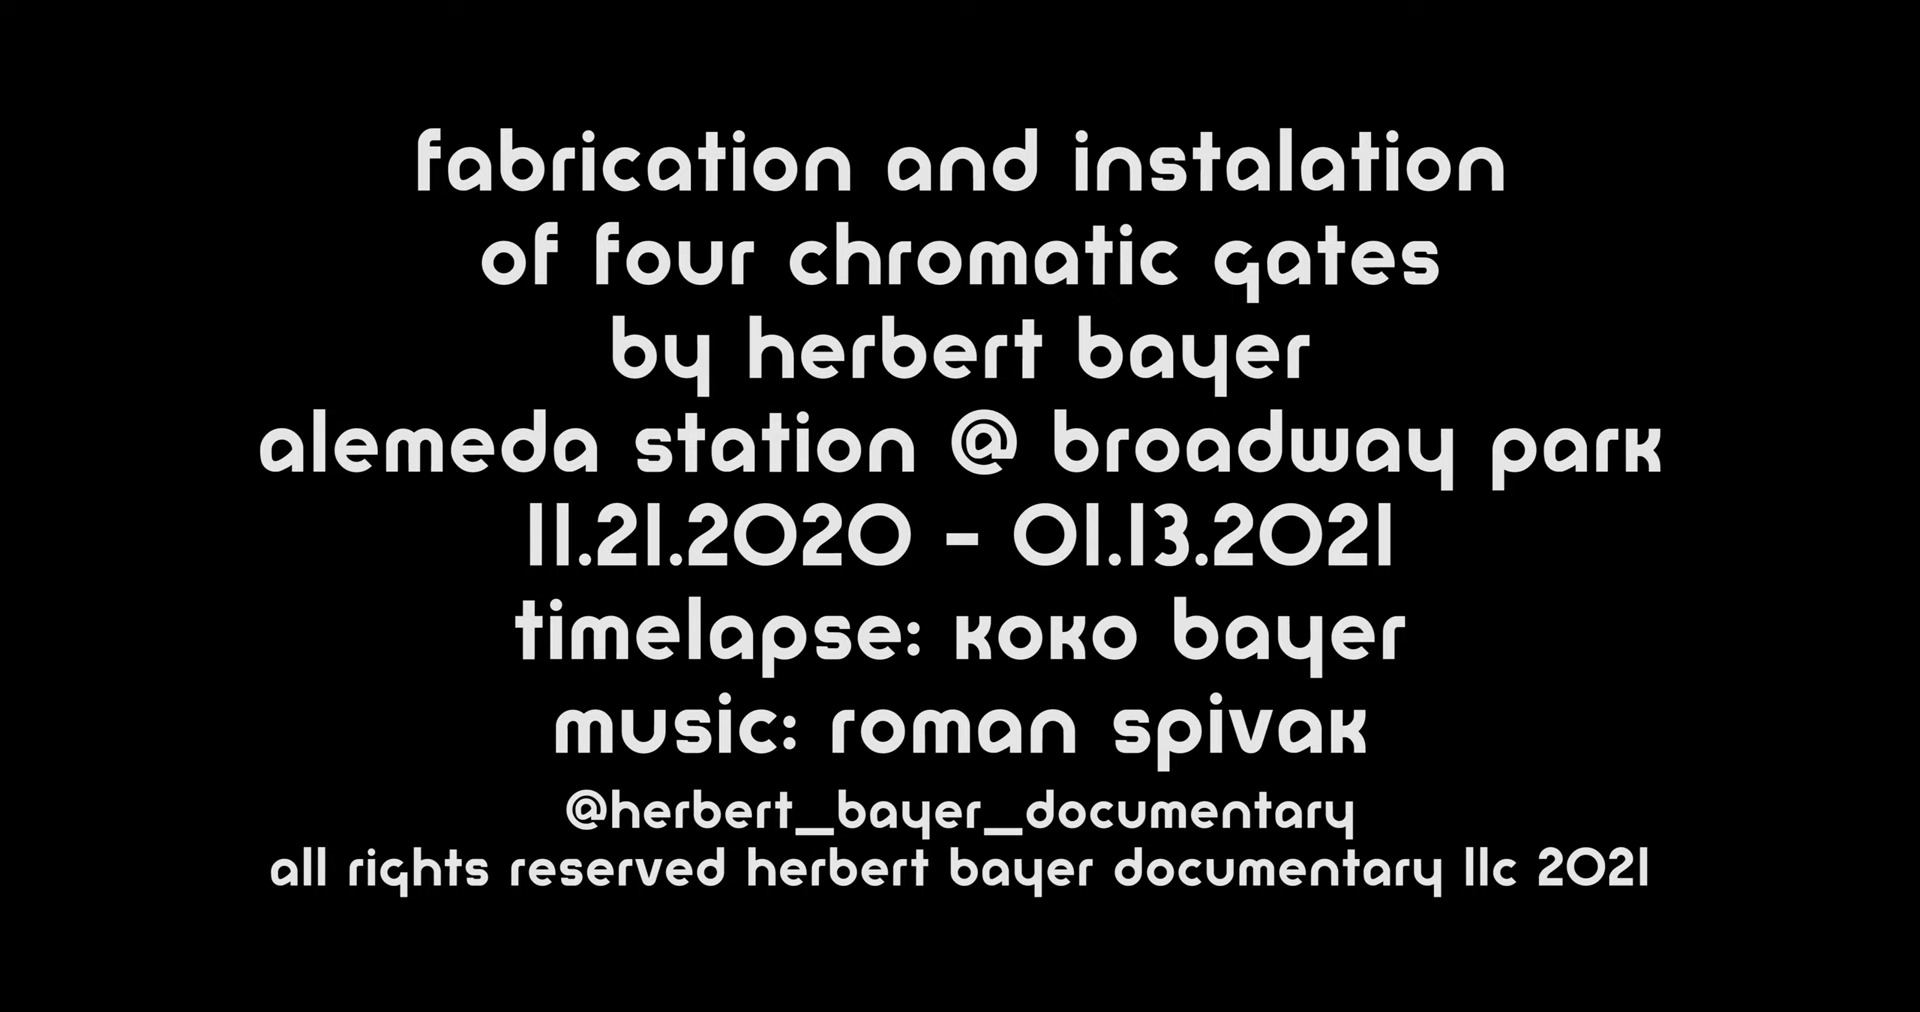 fabrication and instalation
of four chromatic gates
by herbert bayer
alemeda station @ broadway park
11.21.2020 - 01.13.2021
timelapse: koko bayer
music: roman spivak
@herbert_bayer_documentary
all rights reserved herbert bayer documentary llc 2021